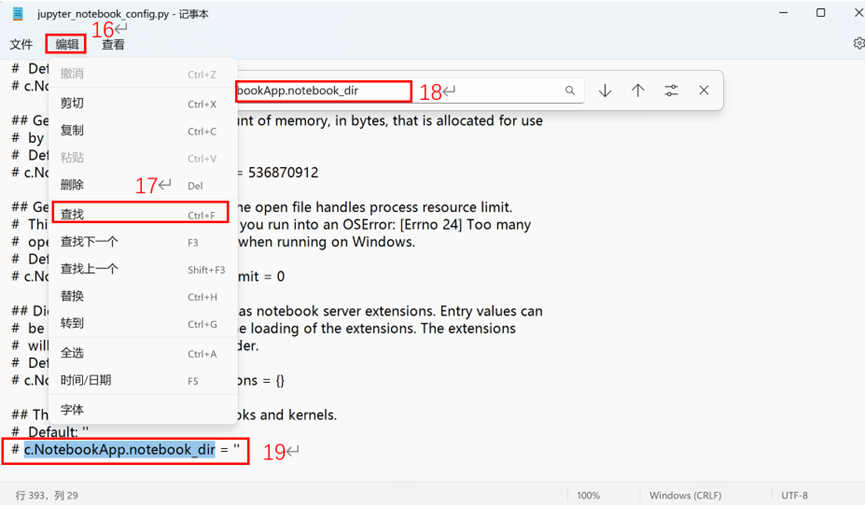 jupyter_notebook_config.py - 记事本
16↵
文件 编辑 查看
# Def
# c.No
撤消 Ctrl+Z
bookApp.notebook_dir 18↵
剪切 Ctrl+X
## Ge unt of memory, in bytes, that is allocated for use
复制 Ctrl+C
# by
粘贴 Ctrl+V
# Def
# c.No = 536870912
删除 17↵ Del
## Ge he open file handles process resource limit.
查找 Ctrl+F
# Thi you run into an OSError: [Errno 24] Too many
# ope when running on Windows.
查找下一个 F3
# Def
查找上一个 Shift+F3
# c.No mit = 0
替换 Ctrl+H
## Di as notebook server extensions. Entry values can
转到 Ctrl+G
# be e loading of the extensions. The extensions
# will der.
全选 Ctrl+A
# Def
# c.No ons = {}
时间/日期 F5
字体
## Th oks and kernels.
# Default: ''
# c.NotebookApp.notebook_dir = '' 19↵
行 393，列 29 100% Windows (CRLF) UTF-8